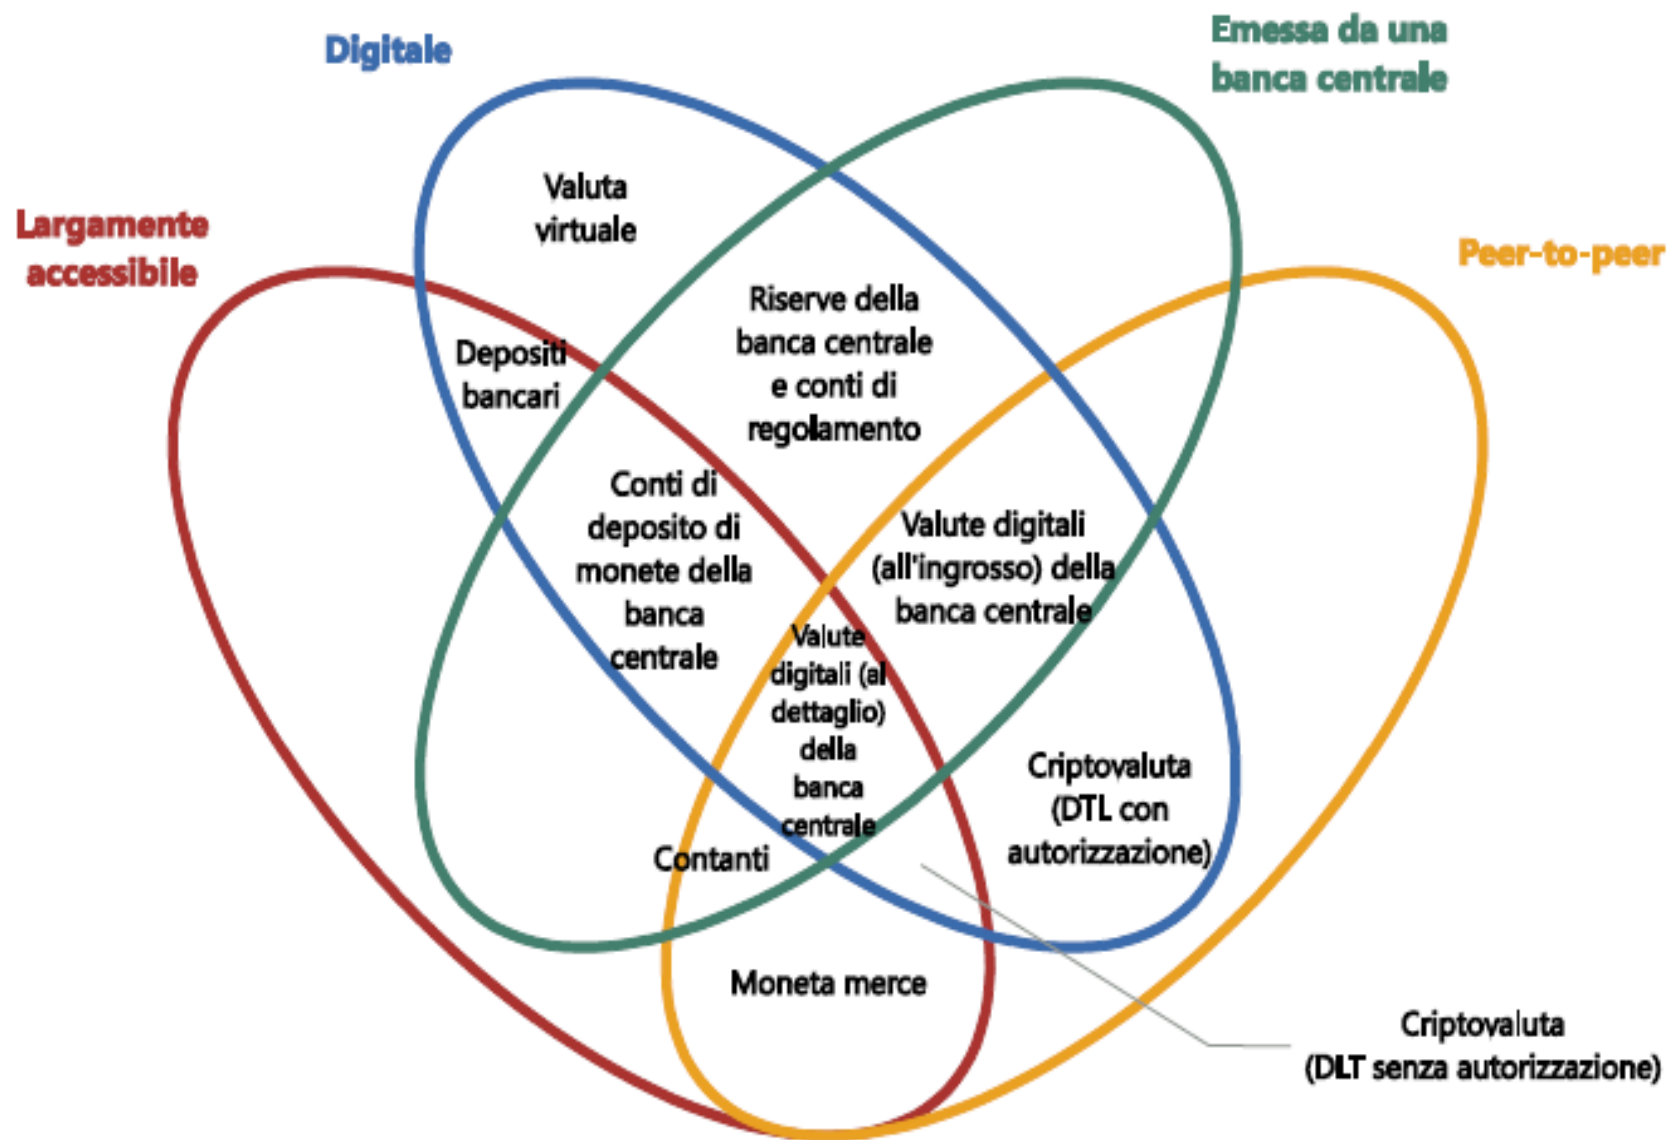 Digitale
Emessa da una
banca centrale
Largamente
accessibile
Peer-to-peer
Valuta
virtuale
Riserve della
banca centrale
e conti di
regolamento
Depositi
bancari
Conti di
deposito di
monete della
banca
centrale
Valute digitali
(all'ingrosso) della
banca centrale
Valute
digitali (al
dettaglio)
della
banca
centrale
Criptovaluta
(DTL con
autorizzazione)
Contanti
Moneta merce
Criptovaluta
(DLT senza autorizzazione)